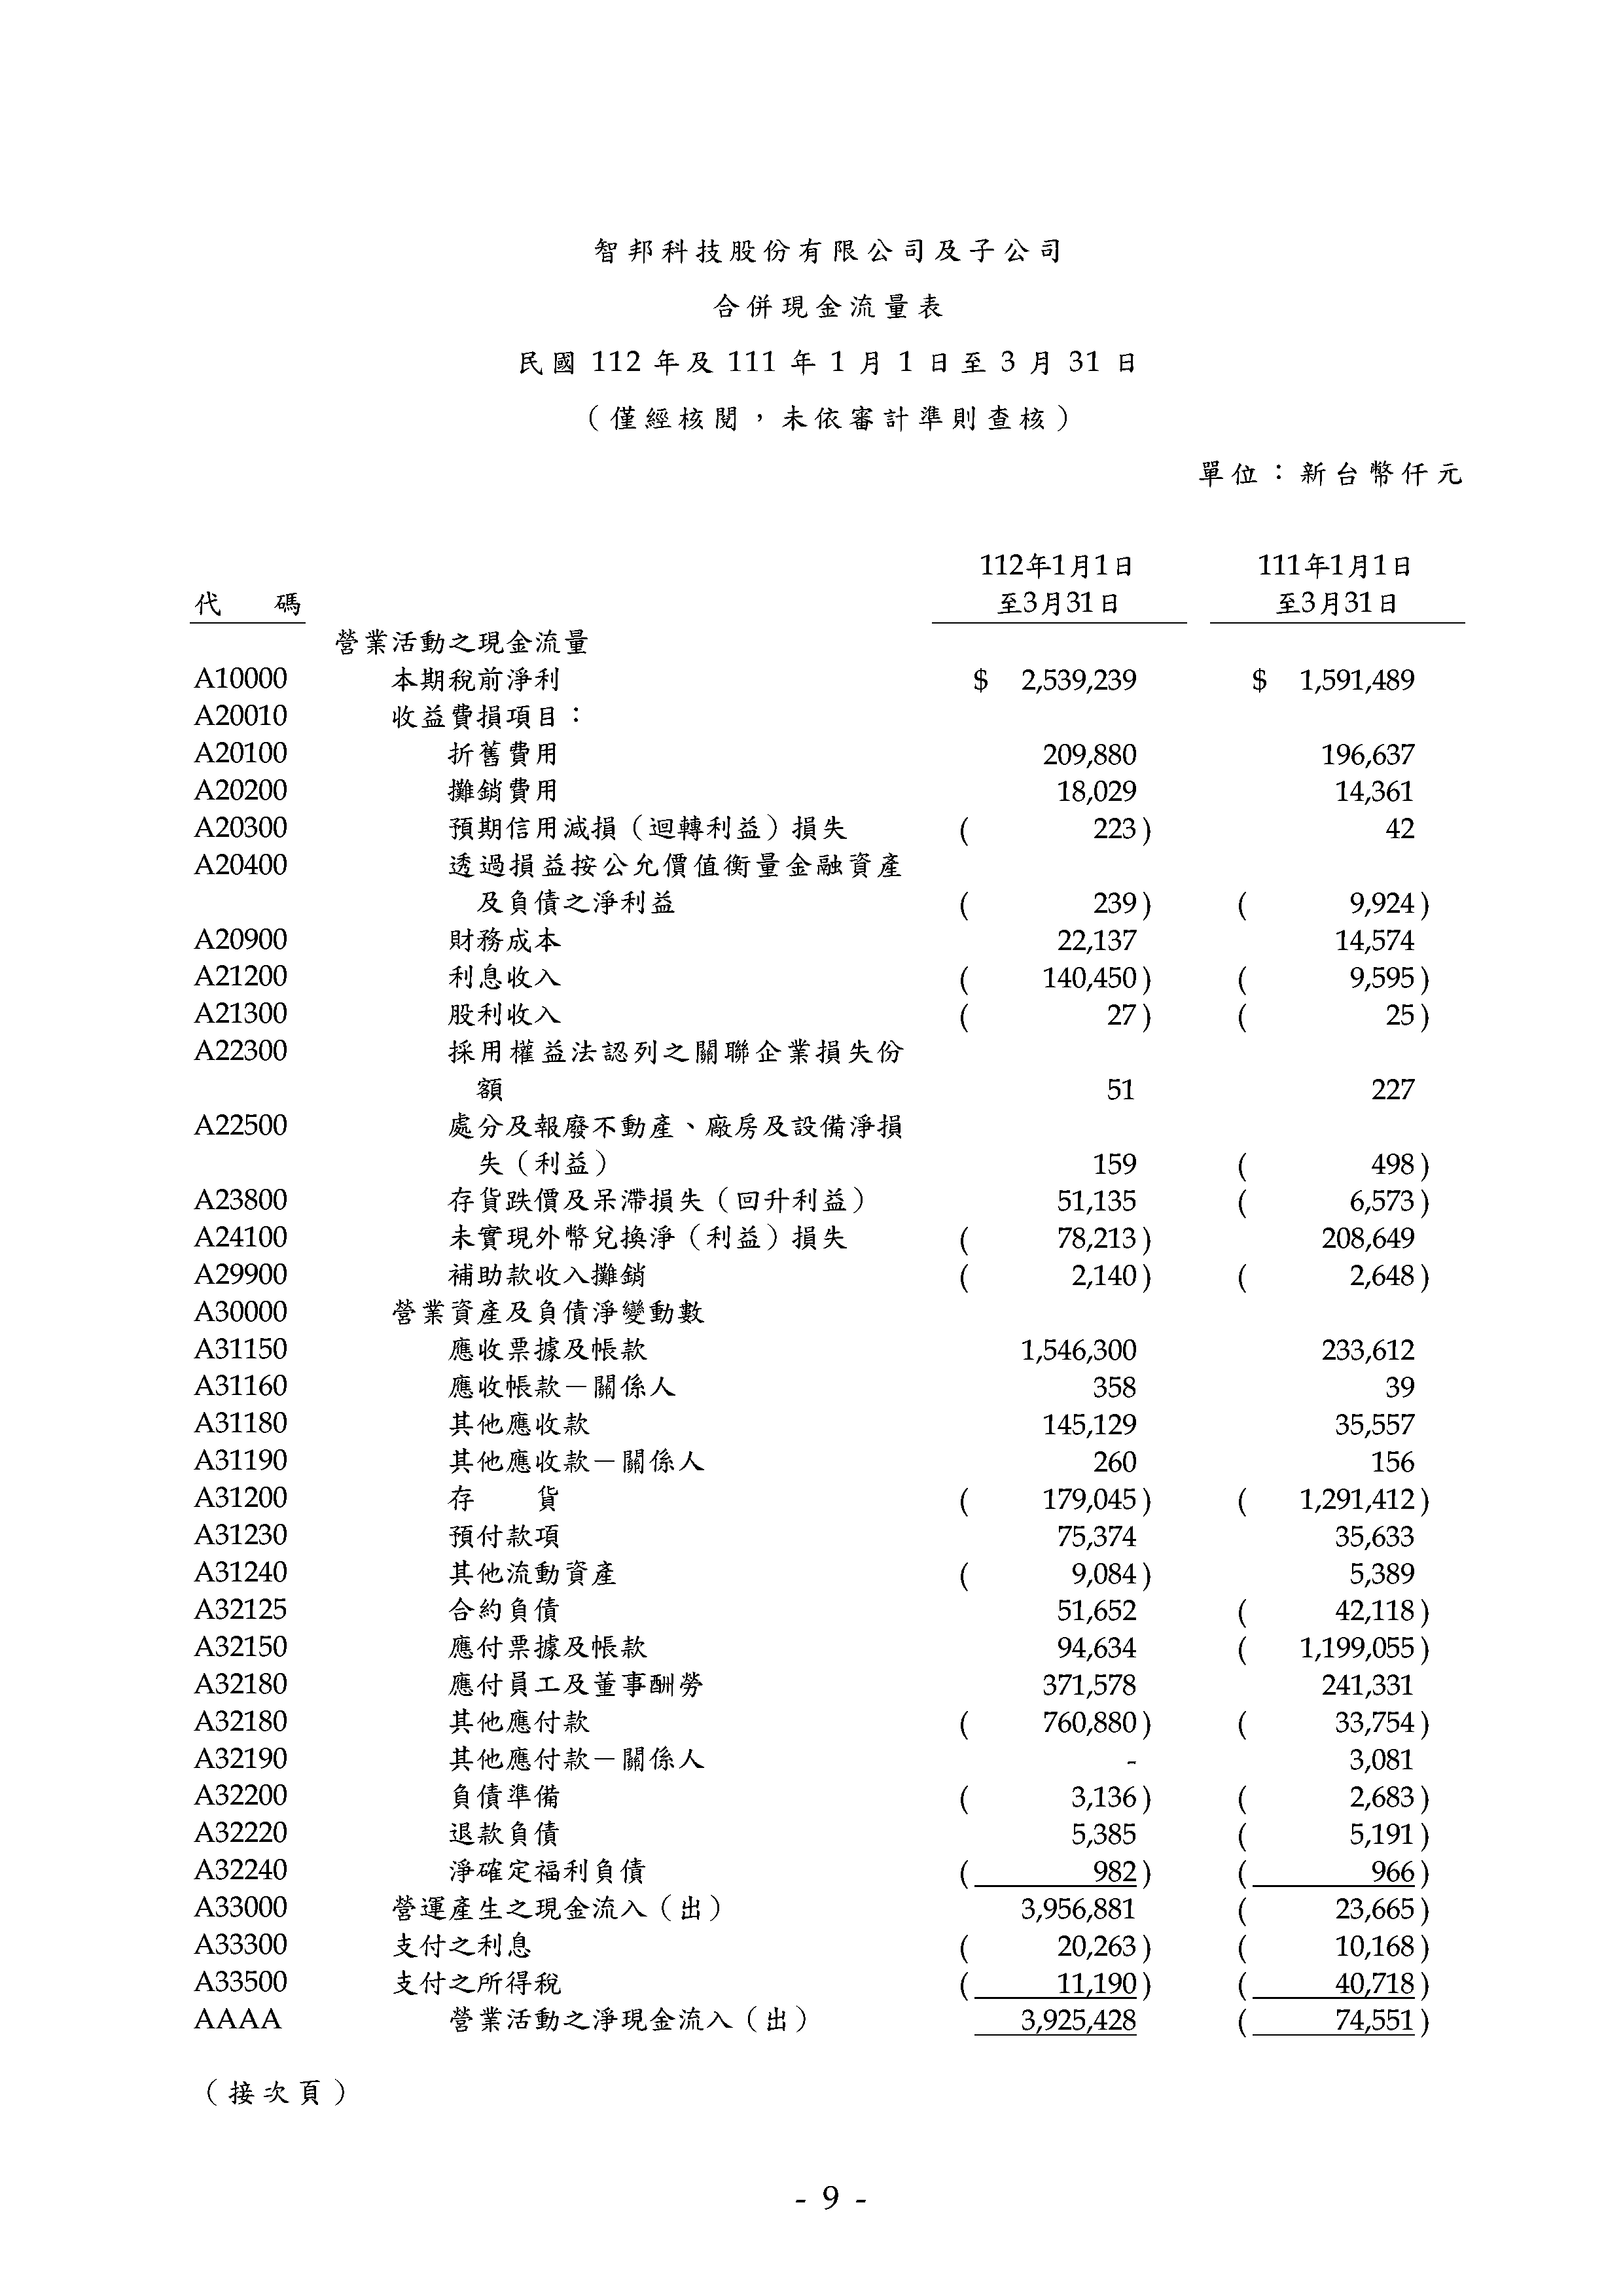 智邦科技股份有限公司及子公司
合併現金流量表
民國 112 年及 111 年 1 月 1 日至 3 月 31 日
（僅經核閱，未依審計準則查核）
單位：新台幣仟元
112年1月1日 111年1月1日
代　　碼 至3月31日 至3月31日
營業活動之現金流量
A10000 本期稅前淨利 $ 2,539,239 $ 1,591,489
A20010 收益費損項目：
A20100 折舊費用 209,880 196,637
A20200 攤銷費用 18,029 14,361
A20300 預期信用減損（迴轉利益）損失 ( 223) 42
A20400 透過損益按公允價值衡量金融資產
及負債之淨利益 ( 239) ( 9,924)
A20900 財務成本 22,137 14,574
A21200 利息收入 ( 140,450) ( 9,595)
A21300 股利收入 ( 27) ( 25)
A22300 採用權益法認列之關聯企業損失份
額 51 227
A22500 處分及報廢不動產、廠房及設備淨損
失（利益） 159 ( 498)
A23800 存貨跌價及呆滯損失（回升利益） 51,135 ( 6,573)
A24100 未實現外幣兌換淨（利益）損失 ( 78,213) 208,649
A29900 補助款收入攤銷 ( 2,140) ( 2,648)
A30000 營業資產及負債淨變動數
A31150 應收票據及帳款 1,546,300 233,612
A31160 應收帳款－關係人 358 39
A31180 其他應收款 145,129 35,557
A31190 其他應收款－關係人 260 156
A31200 存　　貨 ( 179,045) ( 1,291,412)
A31230 預付款項 75,374 35,633
A31240 其他流動資產 ( 9,084) 5,389
A32125 合約負債 51,652 ( 42,118)
A32150 應付票據及帳款 94,634 ( 1,199,055)
A32180 應付員工及董事酬勞 371,578 241,331
A32180 其他應付款 ( 760,880) ( 33,754)
A32190 其他應付款－關係人 - 3,081
A32200 負債準備 ( 3,136) ( 2,683)
A32220 退款負債 5,385 ( 5,191)
A32240 淨確定福利負債 ( 982) ( 966)
A33000 營運產生之現金流入（出） 3,956,881 ( 23,665)
A33300 支付之利息 ( 20,263) ( 10,168)
A33500 支付之所得稅 ( 11,190) ( 40,718)
AAAA 營業活動之淨現金流入（出） 3,925,428 ( 74,551)
（接次頁）
- 9 -